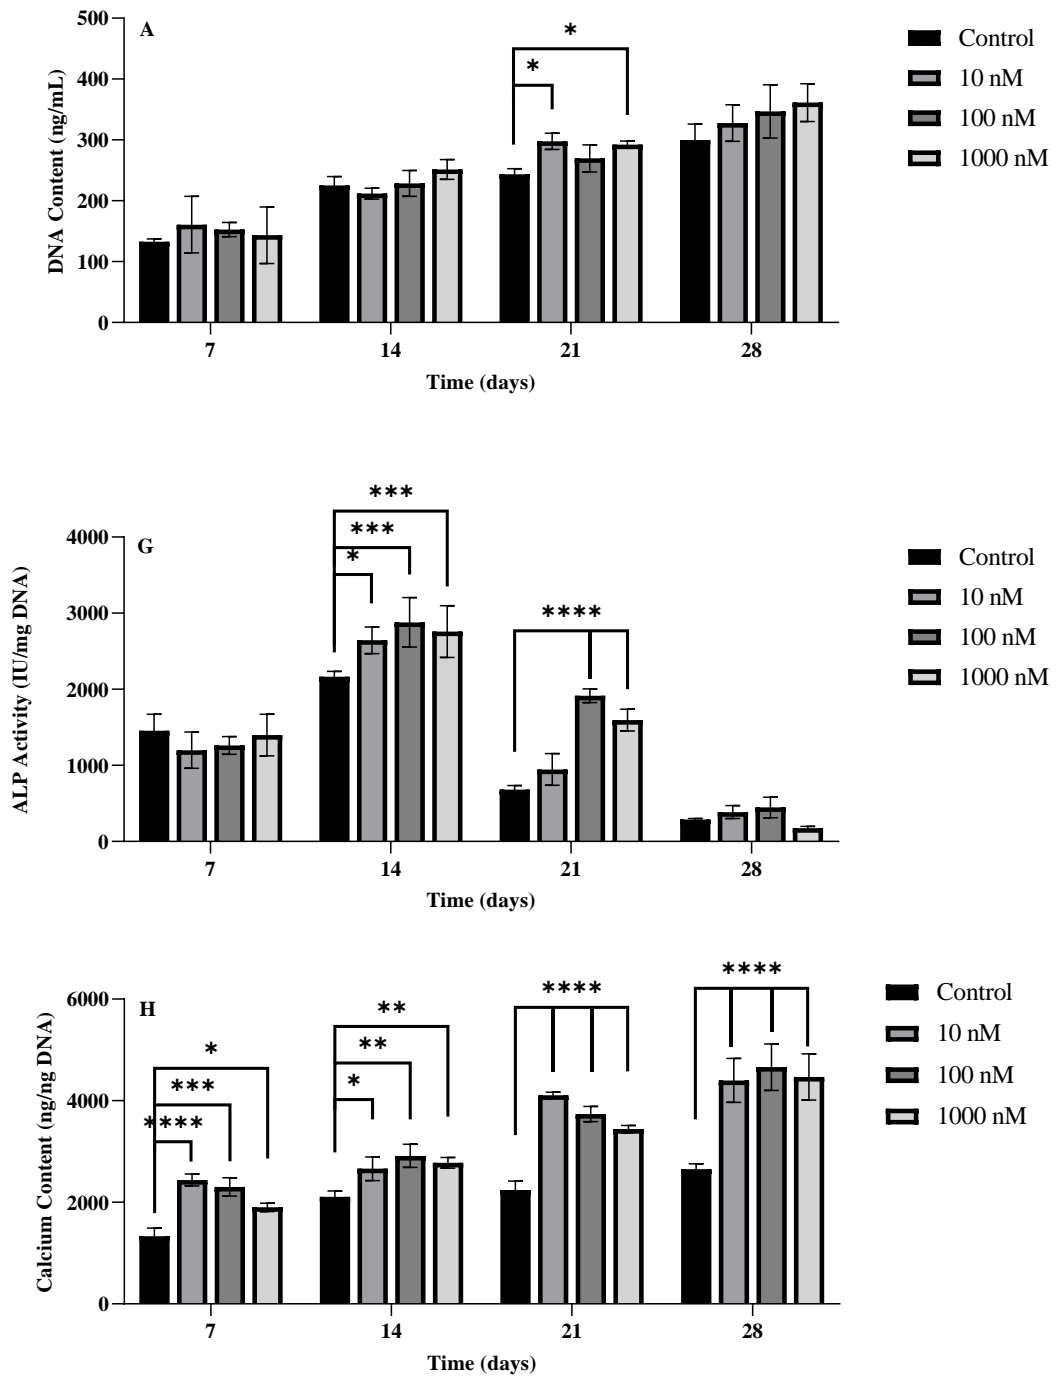 A
DNA Content (ng/mL)
500
400
300
200
100
0
*
*
7 14 21 28
Time (days)
Control
10 nM
100 nM
1000 nM
G
ALP Activity (IU/mg DNA)
4000
3000
2000
1000
0
***
***
*
****
7 14 21 28
Time (days)
Control
10 nM
100 nM
1000 nM
H
Calcium Content (ng/ng DNA)
6000
4000
2000
0
*
***
****
**
**
*
****
****
7 14 21 28
Time (days)
Control
10 nM
100 nM
1000 nM